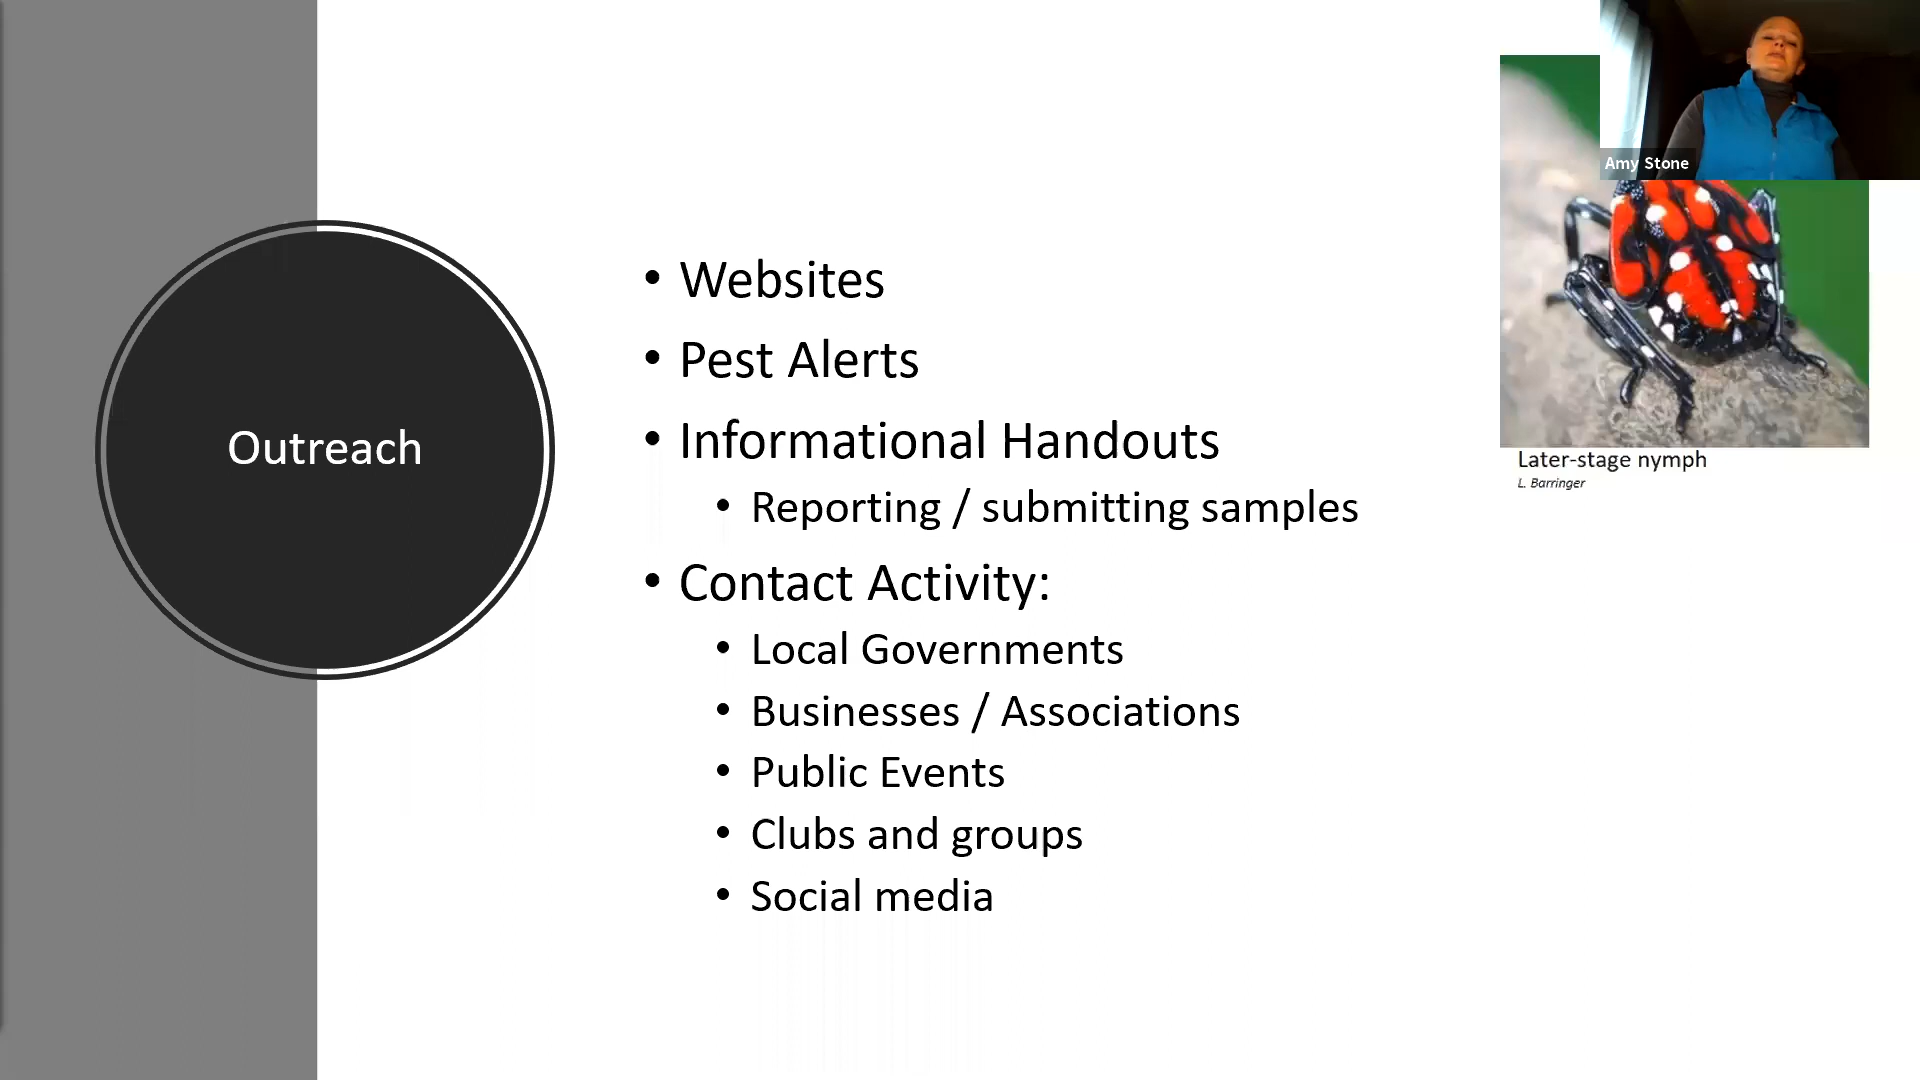 Outreach
• Websites
• Pest Alerts
• Informational Handouts
• Reporting / submitting samples
• Contact Activity:
• Local Governments
• Businesses / Associations
• Public Events
• Clubs and groups
• Social media
Amy Stone
Later-stage nymph
L. Barringer